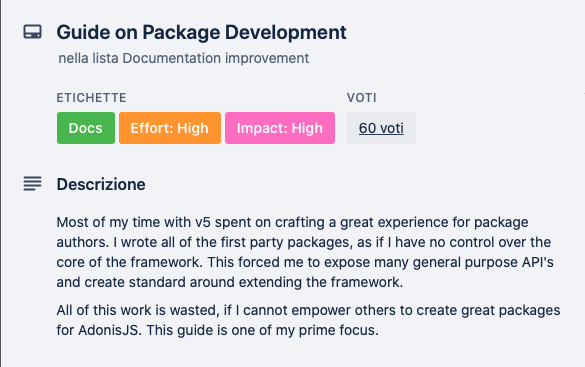 Guide on Package Development
nella lista Documentation improvement
ETICHETTE
VOTI
Docs
Effort: High
Impact: High
60 voti
Descrizione
Most of my time with v5 spent on crafting a great experience for package
authors. I wrote all of the first party packages, as if I have no control over the
core of the framework. This forced me to expose many general purpose API's
and create standard around extending the framework.
All of this work is wasted, if I cannot empower others to create great packages
for AdonisJS. This guide is one of my prime focus.